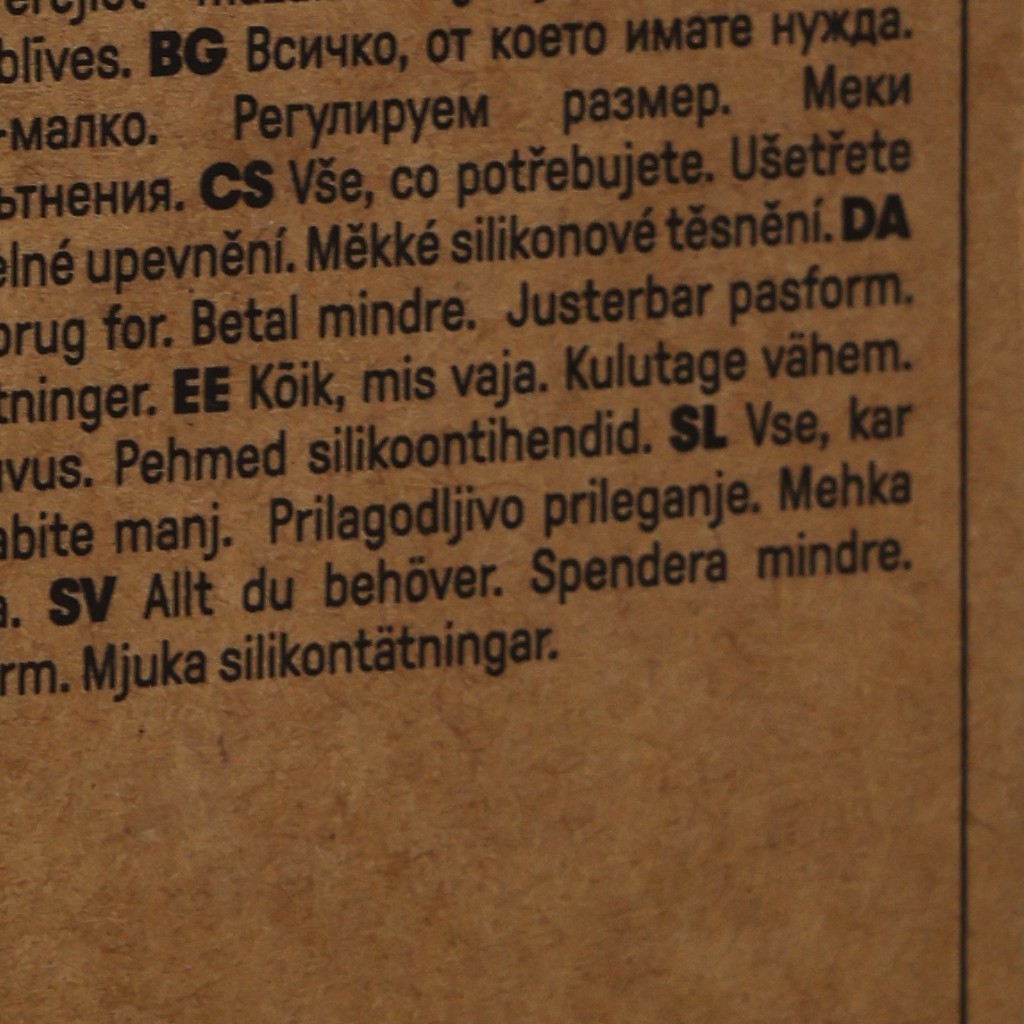 blīves. BG Всичко, от което имате нужда.
-малко. Регулируем размер. Меки
ътнения. CS Vše, co potřebujete. Ušetřete
elné upevnění. Měkké silikonové těsnění. DA
brug for. Betal mindre. Justerbar pasform.
tninger. EE Kõik, mis vaja. Kulutage vähem.
uvus. Pehmed silikoontihendid. SL Vse, kar
abite manj. Prilagodljivo prileganje. Mehka
a. SV Allt du behöver. Spendera mindre.
rm. Mjuka silikontätningar.